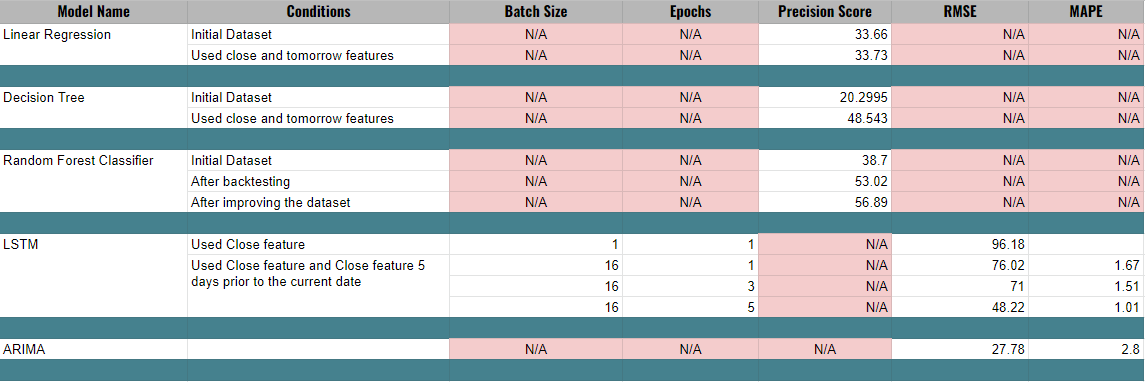 Model Name Conditions Batch Size Epochs Precision Score RMSE MAPE
Linear Regression Initial Dataset N/A N/A 33.66 N/A N/A
Used close and tomorrow features N/A N/A 33.73 N/A N/A
Decision Tree Initial Dataset N/A N/A 20.2995 N/A N/A
Used close and tomorrow features N/A N/A 48.543 N/A N/A
Random Forest Classifier Initial Dataset N/A N/A 38.7 N/A N/A
After backtesting N/A N/A 53.02 N/A N/A
After improving the dataset N/A N/A 56.89 N/A N/A
LSTM Used Close feature 1 1 N/A 96.18
Used Close feature and Close feature 5 16 1 N/A 76.02 1.67
days prior to the current date 16 3 N/A 71 1.51
16 5 N/A 48.22 1.01
ARIMA N/A N/A N/A 27.78 2.8